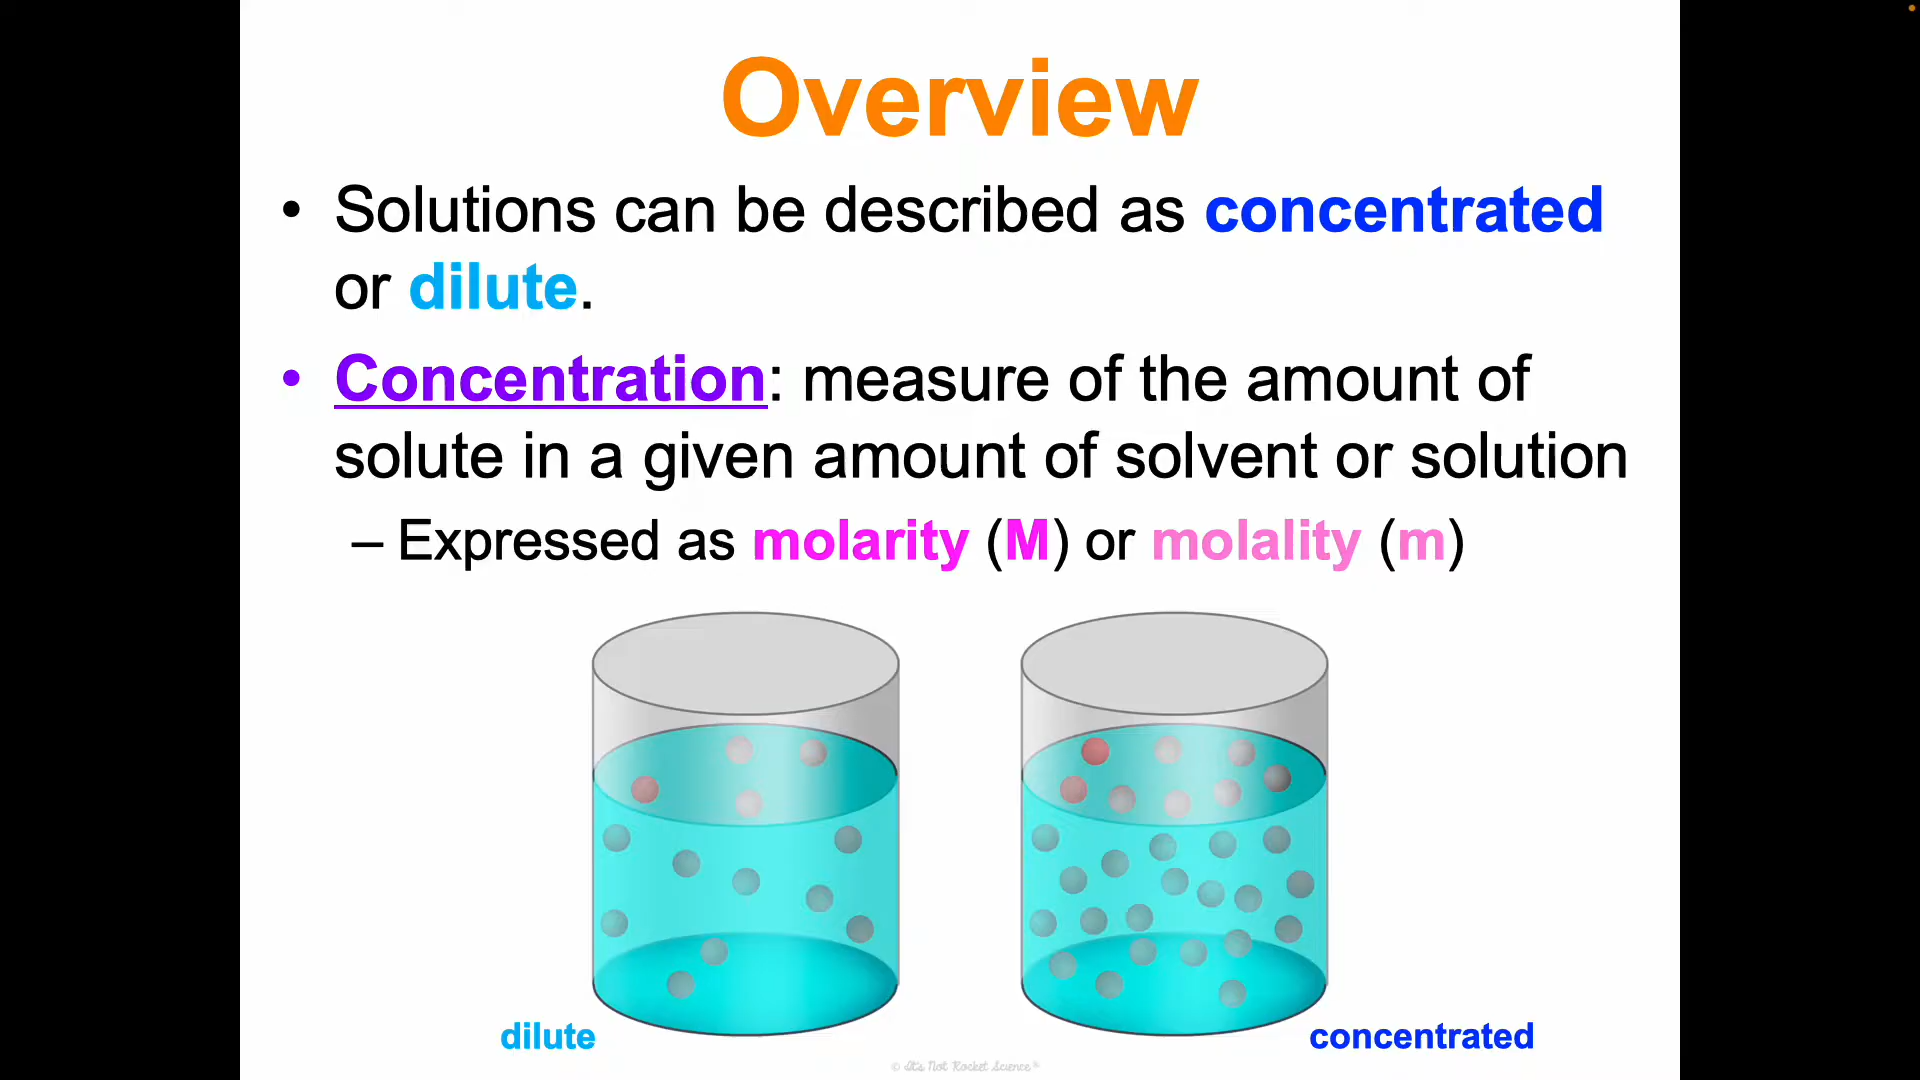 Overview
• Solutions can be described as concentrated
or dilute.
• Concentration: measure of the amount of
solute in a given amount of solvent or solution
– Expressed as molarity (M) or molality (m)
dilute
concentrated
© It's Not Rocket Science®